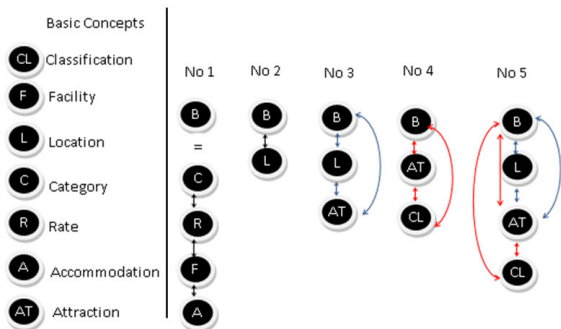 Basic Concepts
CL Classification
F Facility
L Location
C Category
R Rate
A Accommodation
AT Attraction
No 1
B
=
C
R
F
A
No 2
B
L
No 3
B
L
AT
No 4
B
AT
CL
No 5
B
L
AT
CL